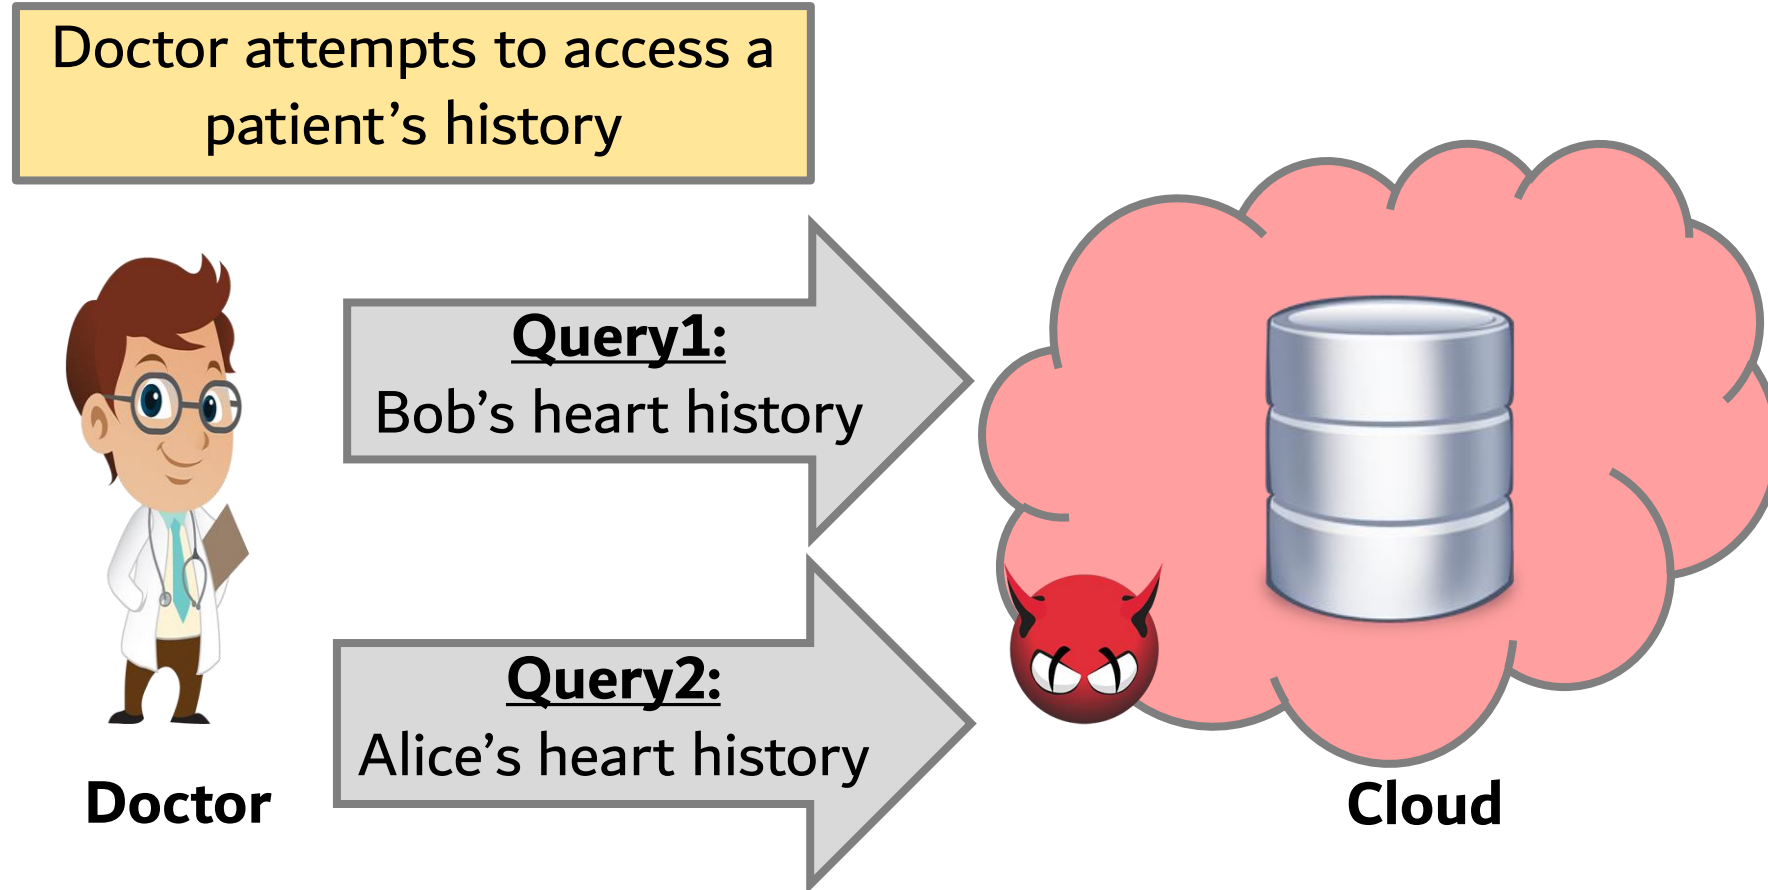 Doctor attempts to access a
patient’s history
Query1:
Bob’s heart history
Query2:
Alice’s heart history
Doctor
Cloud